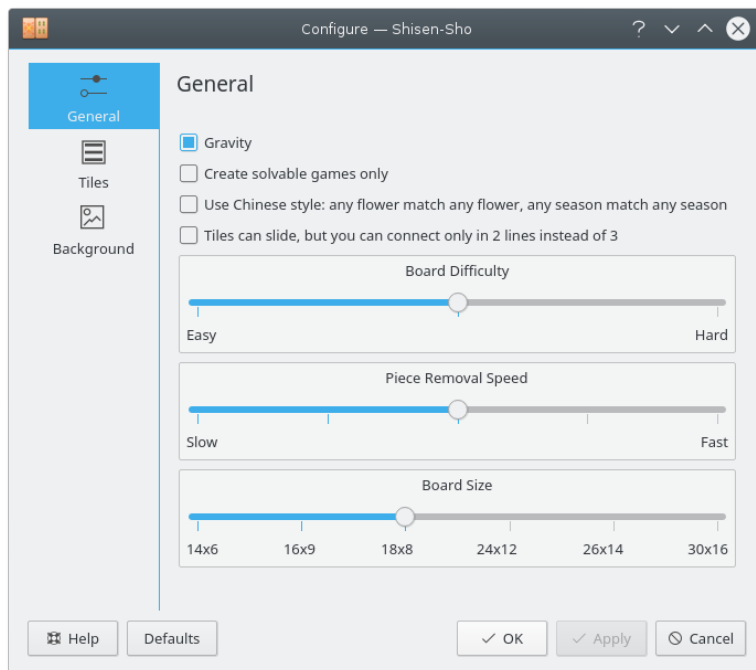 Configure — Shisen-Sho
General
Tiles
Background
General
Gravity
Create solvable games only
Use Chinese style: any flower match any flower, any season match any season
Tiles can slide, but you can connect only in 2 lines instead of 3
Board Difficulty
Easy Hard
Piece Removal Speed
Slow Fast
Board Size
14x6 16x9 18x8 24x12 26x14 30x16
Help Defaults OK Apply Cancel